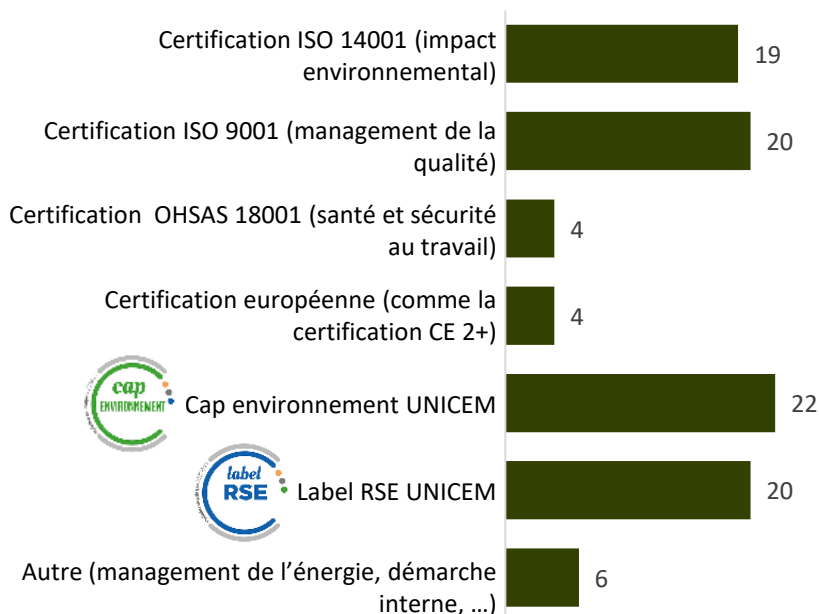 Certification ISO 14001 (impact
environnemental)
19
Certification ISO 9001 (management de la
qualité)
20
Certification  OHSAS 18001 (santé et sécurité
au travail)
4
Certification européenne (comme la
certification CE 2+)
4
cap
ENVIRONNEMENT
Cap environnement UNICEM
22
label
RSE
Label RSE UNICEM
20
Autre (management de l’énergie, démarche
interne, …)
6